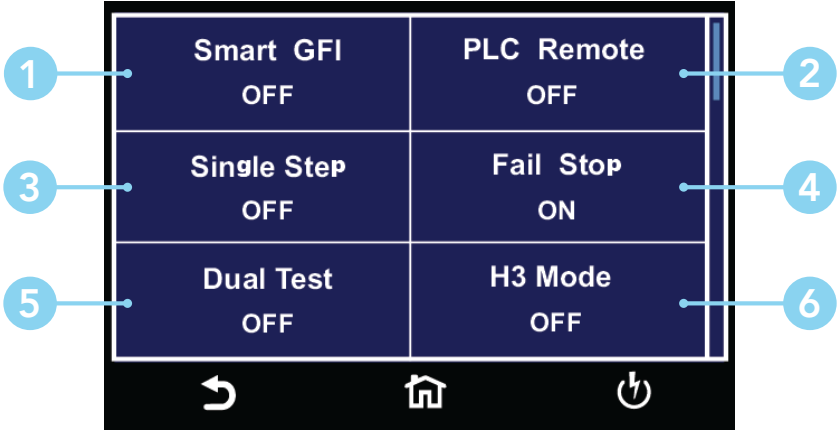 1
Smart GFI
OFF
PLC Remote
OFF
2
3
Single Step
OFF
Fail Stop
ON
4
5
Dual Test
OFF
H3 Mode
OFF
6